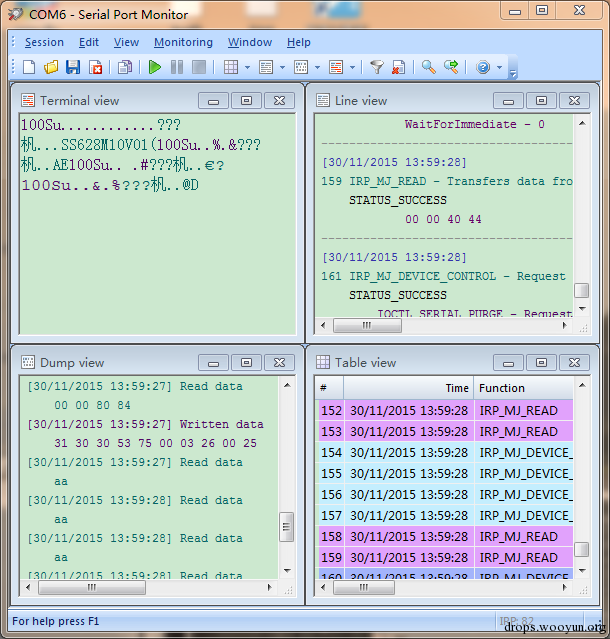 COM6 - Serial Port Monitor
Session Edit View Monitoring Window Help
Terminal view
100Su............???
机...SS628M10V01(100Su..%.&???
机..AE100Su.. .#???机..€?
100Su..&.%???机..@D
Line view
WaitForImmediate - 0
[30/11/2015 13:59:28]
159 IRP_MJ_READ - Transfers data fro
STATUS_SUCCESS
00 00 40 44
[30/11/2015 13:59:28]
161 IRP_MJ_DEVICE_CONTROL - Request
STATUS_SUCCESS
IOCTL SERIAL PURGE - Request
Dump view
[30/11/2015 13:59:27] Read data
00 00 80 84
[30/11/2015 13:59:27] Written data
31 30 30 53 75 00 03 26 00 25
[30/11/2015 13:59:27] Read data
aa
[30/11/2015 13:59:28] Read data
aa
[30/11/2015 13:59:28] Read data
aa
[30/11/2015 13:59:28] Read data
Table view
# Time Function
152 30/11/2015 13:59:28 IRP_MJ_READ
153 30/11/2015 13:59:28 IRP_MJ_READ
154 30/11/2015 13:59:28 IRP_MJ_DEVICE_
155 30/11/2015 13:59:28 IRP_MJ_DEVICE_
156 30/11/2015 13:59:28 IRP_MJ_DEVICE_
157 30/11/2015 13:59:28 IRP_MJ_DEVICE_
158 30/11/2015 13:59:28 IRP_MJ_READ
159 30/11/2015 13:59:28 IRP_MJ_READ
160 30/11/2015 13:59:28 IRP_MJ_DEVICE
For help press F1
IRP: 82
drops.wooyun.org